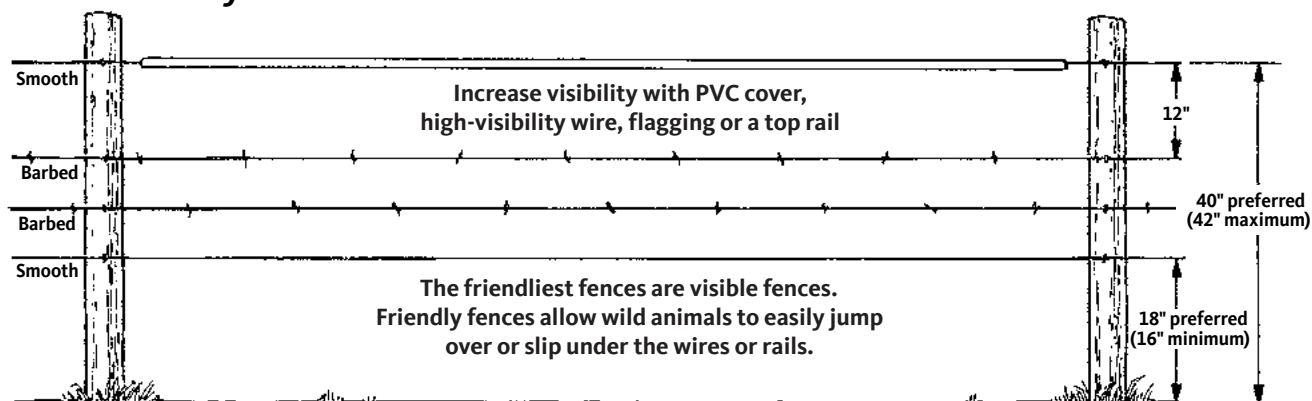 Smooth
Increase visibility with PVC cover,
high-visibility wire, flagging or a top rail
12"
Barbed
Barbed
40" preferred
(42" maximum)
Smooth
The friendliest fences are visible fences.
Friendly fences allow wild animals to easily jump
over or slip under the wires or rails.
18" preferred
(16" minimum)